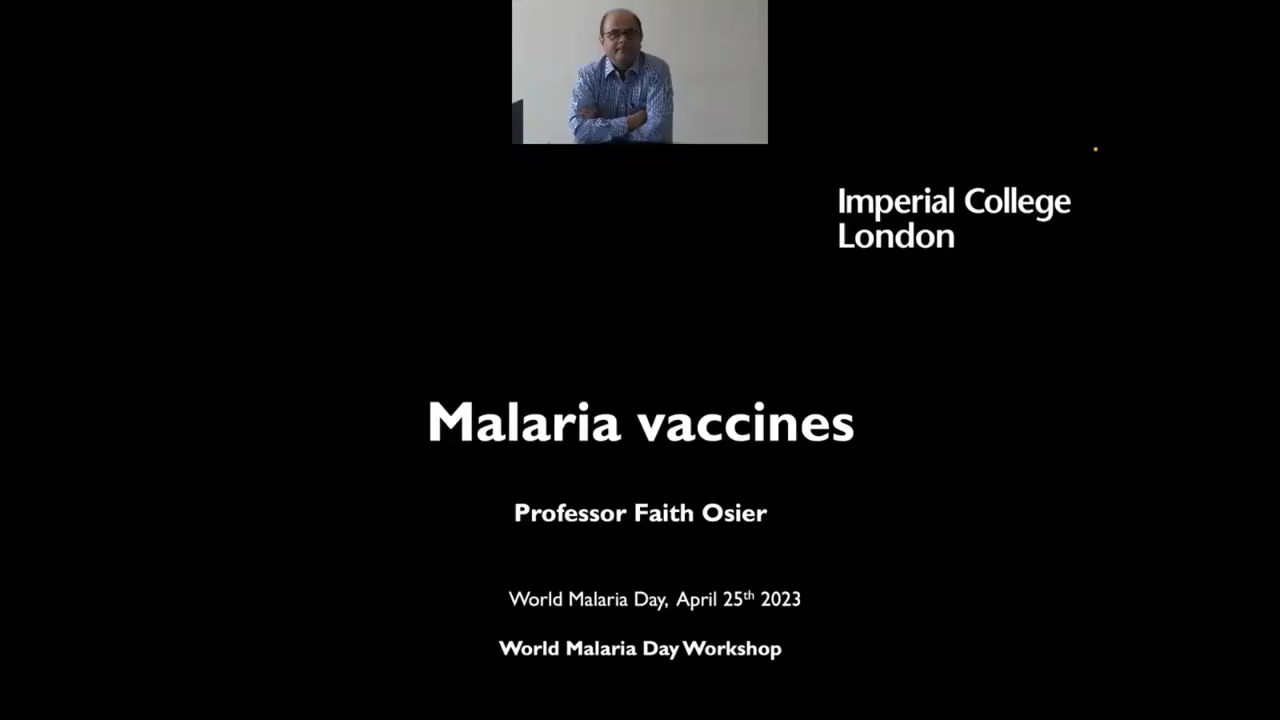 Imperial College
London
Malaria vaccines
Professor Faith Osier
World Malaria Day, April 25th 2023
World Malaria Day Workshop